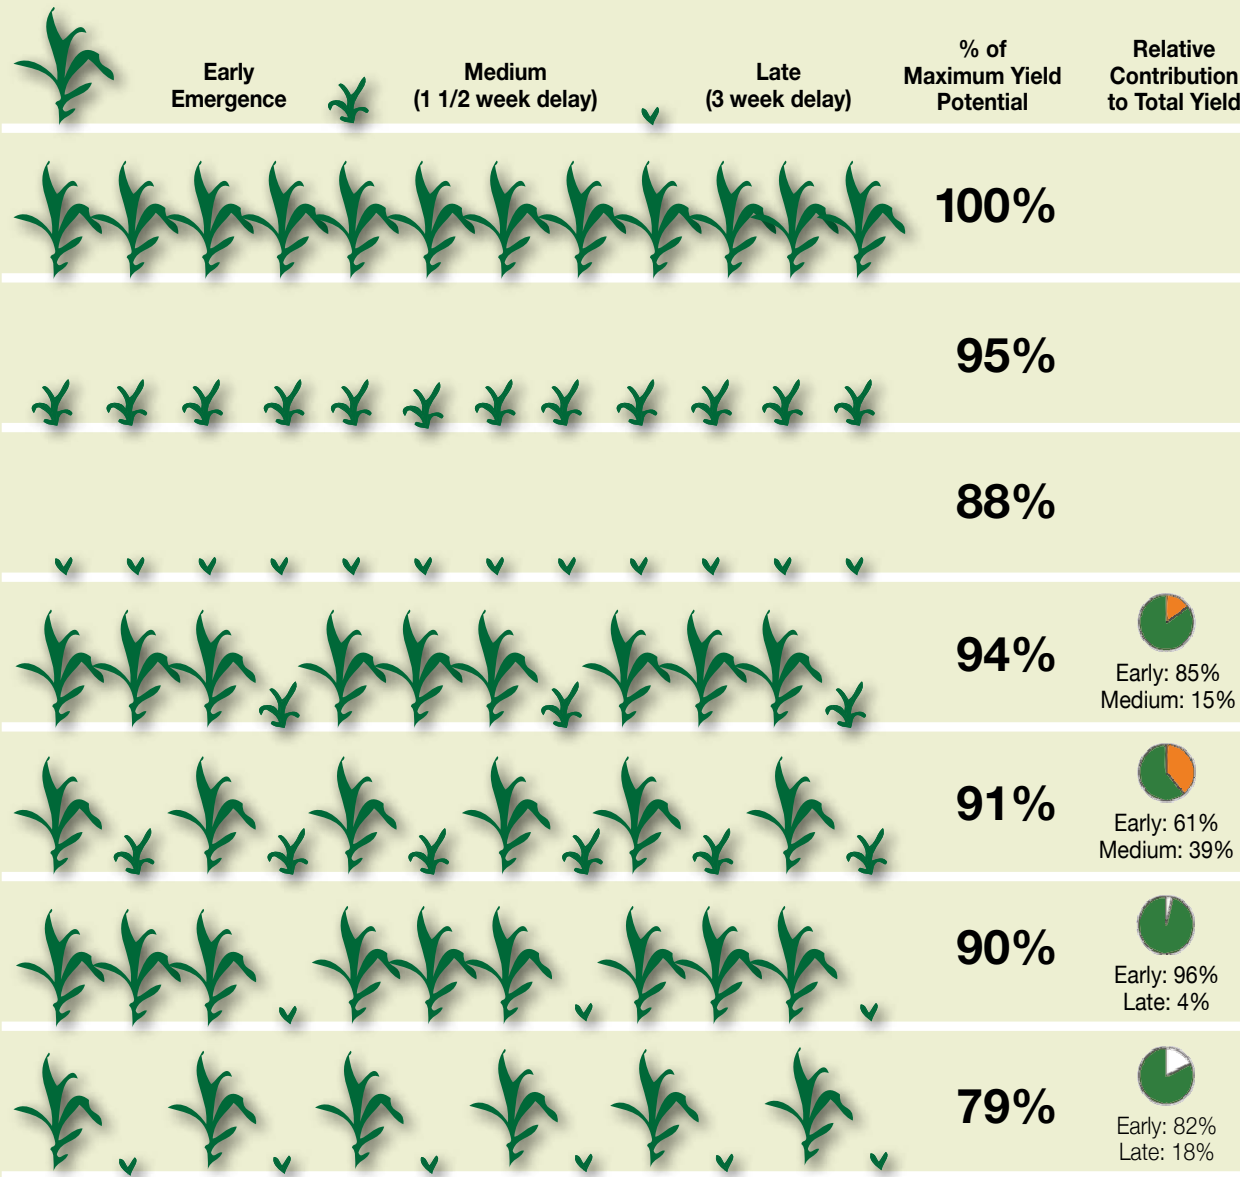 Early
Emergence
Medium
(1 1/2 week delay)
Late
(3 week delay)
% of
Maximum Yield
Potential
Relative
Contribution
to Total Yield
100%
95%
88%
94%
Early: 85%
Medium: 15%
91%
Early: 61%
Medium: 39%
90%
Early: 96%
Late: 4%
79%
Early: 82%
Late: 18%